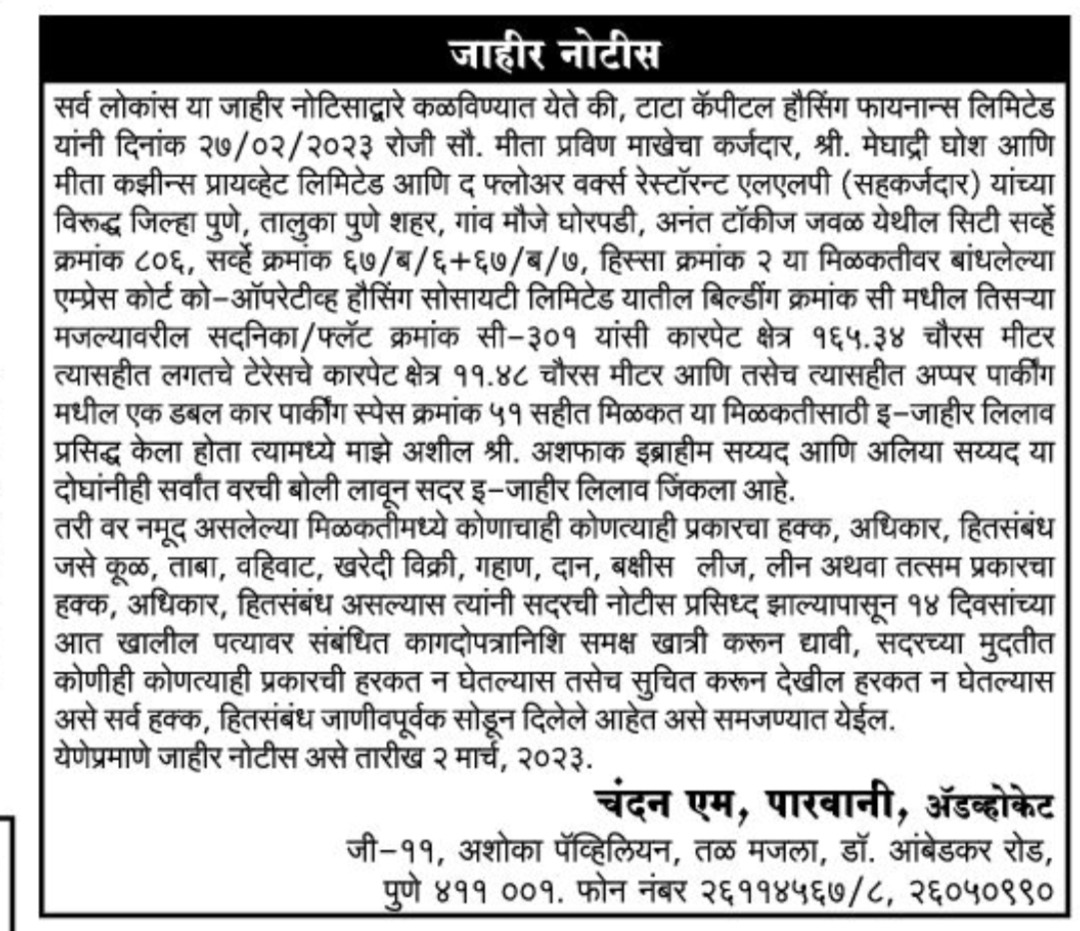 जाहीर नोटीस
सर्व लोकांस या जाहीर नोटिसाद्वारे कळविण्यात येते की, टाटा कॅपीटल हौसिंग फायनान्स लिमिटेड
यांनी दिनांक २७/०२/२०२३ रोजी सौ. मीता प्रविण माखेचा कर्जदार, श्री. मेघाद्री घोश आणि
मीता कझीन्स प्रायव्हेट लिमिटेड आणि द फ्लोअर वर्क्स रेस्टॉरन्ट एलएलपी (सहकर्जदार) यांच्या
विरूद्ध जिल्हा पुणे, तालुका पुणे शहर, गांव मौजे घोरपडी, अनंत टॉकीज जवळ येथील सिटी सर्व्हे
क्रमांक ८०६, सर्व्हे क्रमांक ६७/ब/६+६७/ब/७, हिस्सा क्रमांक २ या मिळकतीवर बांधलेल्या
एम्प्रेस कोर्ट को-ऑपरेटीव्ह हौसिंग सोसायटी लिमिटेड यातील बिल्डींग क्रमांक सी मधील तिसऱ्या
मजल्यावरील सदनिका/फ्लॅट क्रमांक सी-३०१ यांसी कारपेट क्षेत्र १६५.३४ चौरस मीटर
त्यासहीत लगतचे टेरेसचे कारपेट क्षेत्र ११.४८ चौरस मीटर आणि तसेच त्यासहीत अप्पर पार्कींग
मधील एक डबल कार पार्कींग स्पेस क्रमांक ५१ सहीत मिळकत या मिळकतीसाठी इ-जाहीर लिलाव
प्रसिद्ध केला होता त्यामध्ये माझे अशील श्री. अशफाक इब्राहीम सय्यद आणि अलिया सय्यद या
दोघांनीही सर्वांत वरची बोली लावून सदर इ-जाहीर लिलाव जिंकला आहे.
तरी वर नमूद असलेल्या मिळकतीमध्ये कोणाचाही कोणत्याही प्रकारचा हक्क, अधिकार, हितसंबंध
जसे कूळ, ताबा, वहिवाट, खरेदी विक्री, गहाण, दान, बक्षीस लीज, लीन अथवा तत्सम प्रकारचा
हक्क, अधिकार, हितसंबंध असल्यास त्यांनी सदरची नोटीस प्रसिध्द झाल्यापासून १४ दिवसांच्या
आत खालील पत्यावर संबंधित कागदोपत्रानिशि समक्ष खात्री करून द्यावी, सदरच्या मुदतीत
कोणीही कोणत्याही प्रकारची हरकत न घेतल्यास तसेच सुचित करून देखील हरकत न घेतल्यास
असे सर्व हक्क, हितसंबंध जाणीवपूर्वक सोडून दिलेले आहेत असे समजण्यात येईल.
येणेप्रमाणे जाहीर नोटीस असे तारीख २ मार्च, २०२३.
चंदन एम, पारवानी, ॲडव्होकेट
जी-११, अशोका पॅव्हिलियन, तळ मजला, डॉ. आंबेडकर रोड,
पुणे ४११ ००१. फोन नंबर २६११४५६७/८, २६०५०९९०